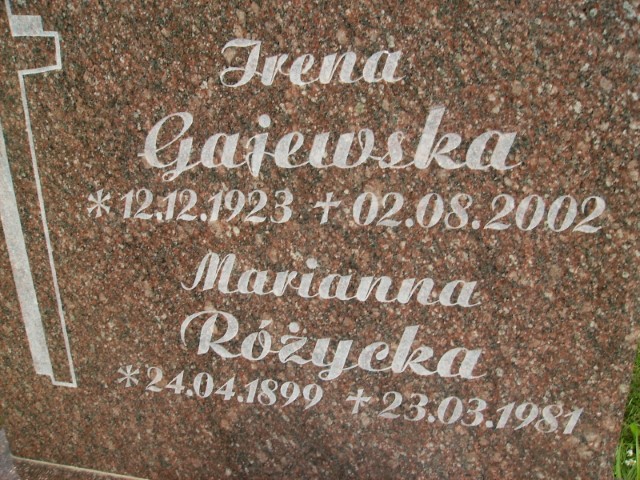 Irena
Gajewska
*12.12.1923 +02.08.2002
Marianna
Różycka
*24.04.1899 +23.03.1981